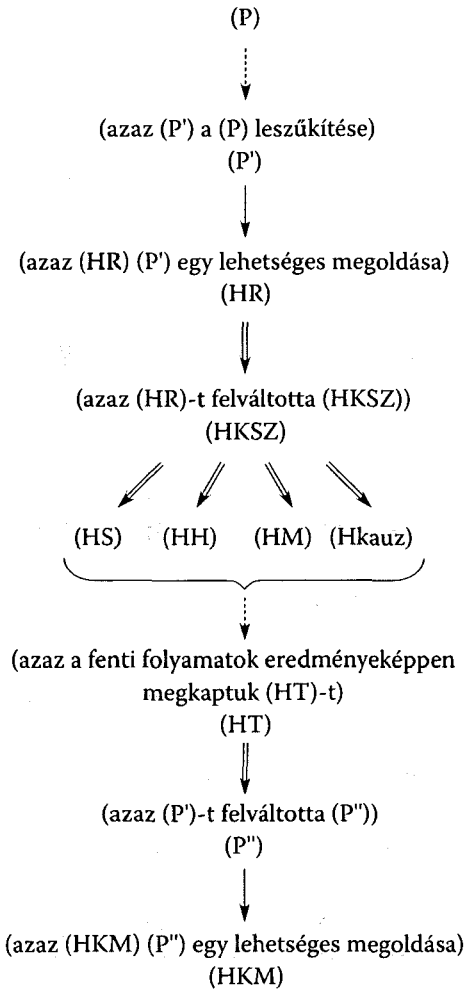 (P)
(azaz (P') a (P) leszűkítése)
(P')
(azaz (HR) (P') egy lehetséges megoldása)
(HR)
(azaz (HR)-t felváltotta (HKSZ))
(HKSZ)
(HS) (HH) (HM) (Hkauz)
(azaz a fenti folyamatok eredményeképpen
megkaptuk (HT)-t)
(HT)
(azaz (P')-t felváltotta (P''))
(P'')
(azaz (HKM) (P'') egy lehetséges megoldása)
(HKM)